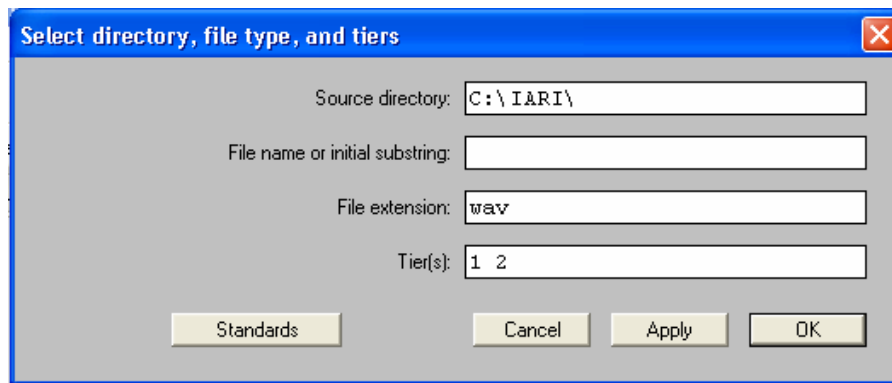 Select directory, file type, and tiers
Source directory: C:\IARI\
File name or initial substring:
File extension: wav
Tier(s): 1 2
Standards Cancel Apply OK